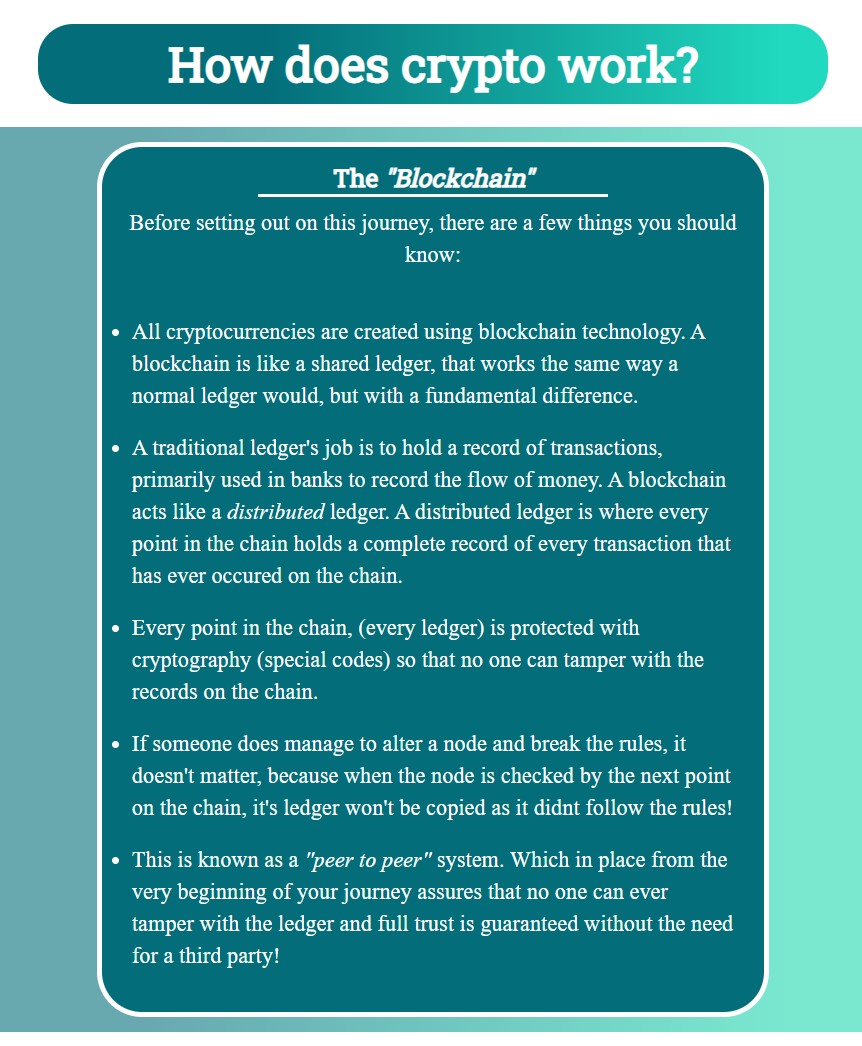 How does crypto work?
The "Blockchain"
Before setting out on this journey, there are a few things you should
know:
• All cryptocurrencies are created using blockchain technology. A
blockchain is like a shared ledger, that works the same way a
normal ledger would, but with a fundamental difference.
• A traditional ledger's job is to hold a record of transactions,
primarily used in banks to record the flow of money. A blockchain
acts like a distributed ledger. A distributed ledger is where every
point in the chain holds a complete record of every transaction that
has ever occured on the chain.
• Every point in the chain, (every ledger) is protected with
cryptography (special codes) so that no one can tamper with the
records on the chain.
• If someone does manage to alter a node and break the rules, it
doesn't matter, because when the node is checked by the next point
on the chain, it's ledger won't be copied as it didnt follow the rules!
• This is known as a "peer to peer" system. Which in place from the
very beginning of your journey assures that no one can ever
tamper with the ledger and full trust is guaranteed without the need
for a third party!